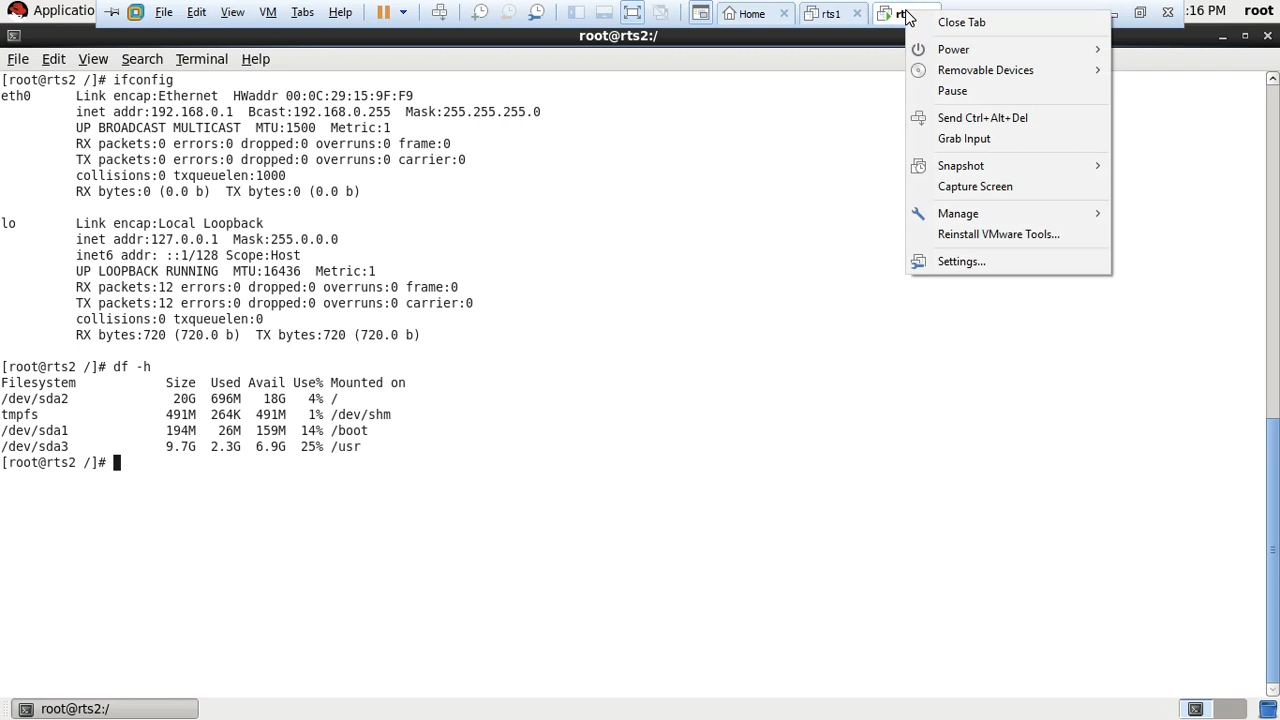 Applicatio File Edit View VM Tabs Help Home rts1 :16 PM root
root@rts2:/
File Edit View Search Terminal Help
[root@rts2 /]# ifconfig
eth0 Link encap:Ethernet HWaddr 00:0C:29:15:9F:F9
inet addr:192.168.0.1 Bcast:192.168.0.255 Mask:255.255.255.0
UP BROADCAST MULTICAST MTU:1500 Metric:1
RX packets:0 errors:0 dropped:0 overruns:0 frame:0
TX packets:0 errors:0 dropped:0 overruns:0 carrier:0
collisions:0 txqueuelen:1000
RX bytes:0 (0.0 b) TX bytes:0 (0.0 b)
lo Link encap:Local Loopback
inet addr:127.0.0.1 Mask:255.0.0.0
inet6 addr: ::1/128 Scope:Host
UP LOOPBACK RUNNING MTU:16436 Metric:1
RX packets:12 errors:0 dropped:0 overruns:0 frame:0
TX packets:12 errors:0 dropped:0 overruns:0 carrier:0
collisions:0 txqueuelen:0
RX bytes:720 (720.0 b) TX bytes:720 (720.0 b)
[root@rts2 /]# df -h
Filesystem Size Used Avail Use% Mounted on
/dev/sda2 20G 696M 18G 4% /
tmpfs 491M 264K 491M 1% /dev/shm
/dev/sda1 194M 26M 159M 14% /boot
/dev/sda3 9.7G 2.3G 6.9G 25% /usr
[root@rts2 /]#
Close Tab
Power
Removable Devices
Pause
Send Ctrl+Alt+Del
Grab Input
Snapshot
Capture Screen
Manage
Reinstall VMware Tools...
Settings...
root@rts2:/